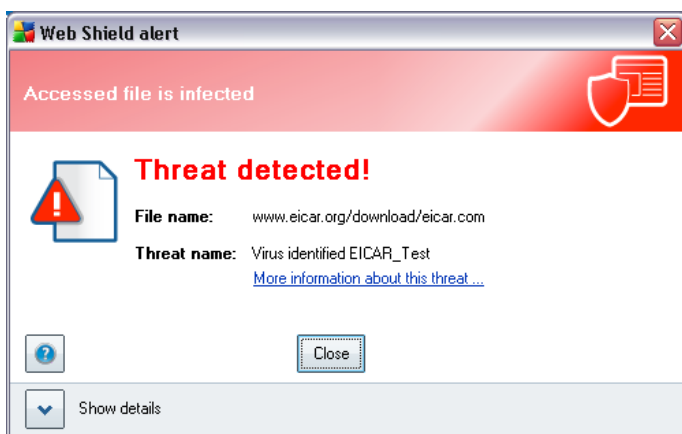 Web Shield alert
Accessed file is infected
Threat detected!
File name: www.eicar.org/download/eicar.com
Threat name: Virus identified EICAR_Test
More information about this threat ...
Close
Show details